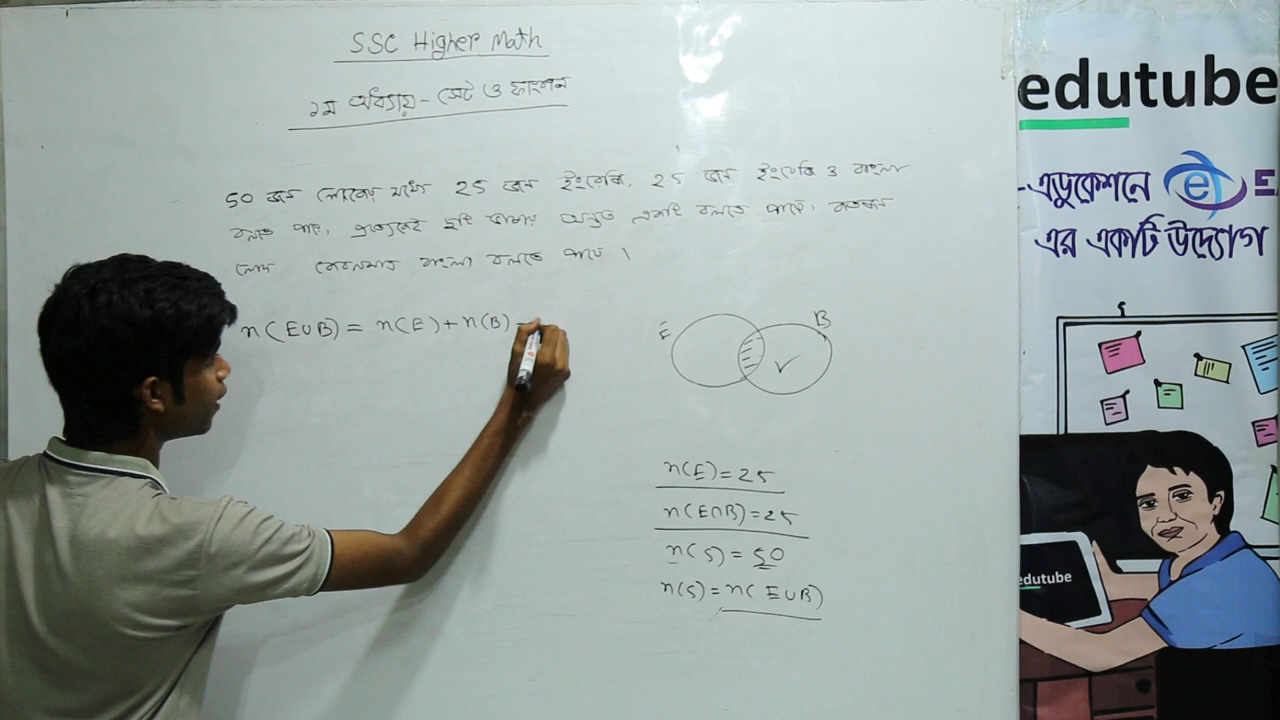 SSC Higher Math
১ম অধ্যায় - সেট ও ফাংশন
50 জন লোকের মধ্যে 25 জন ইংরেজি, 25 জন ইংরেজি ও বাংলা
বলতে পারে, প্রত্যেকেই দুইটি ভাষার অন্তত একটি বলতে পারে। কতজন
লোক কেবলমাত্র বাংলা বলতে পারে ।
n(E∪B) = n(E) + n(B) -
E B
n(E) = 25
n(E∩B) = 25
n(S) = 50
n(S) = n(E∪B)
edutube
-এডুকেশনে e E
এর একটি উদ্যোগ
edutube